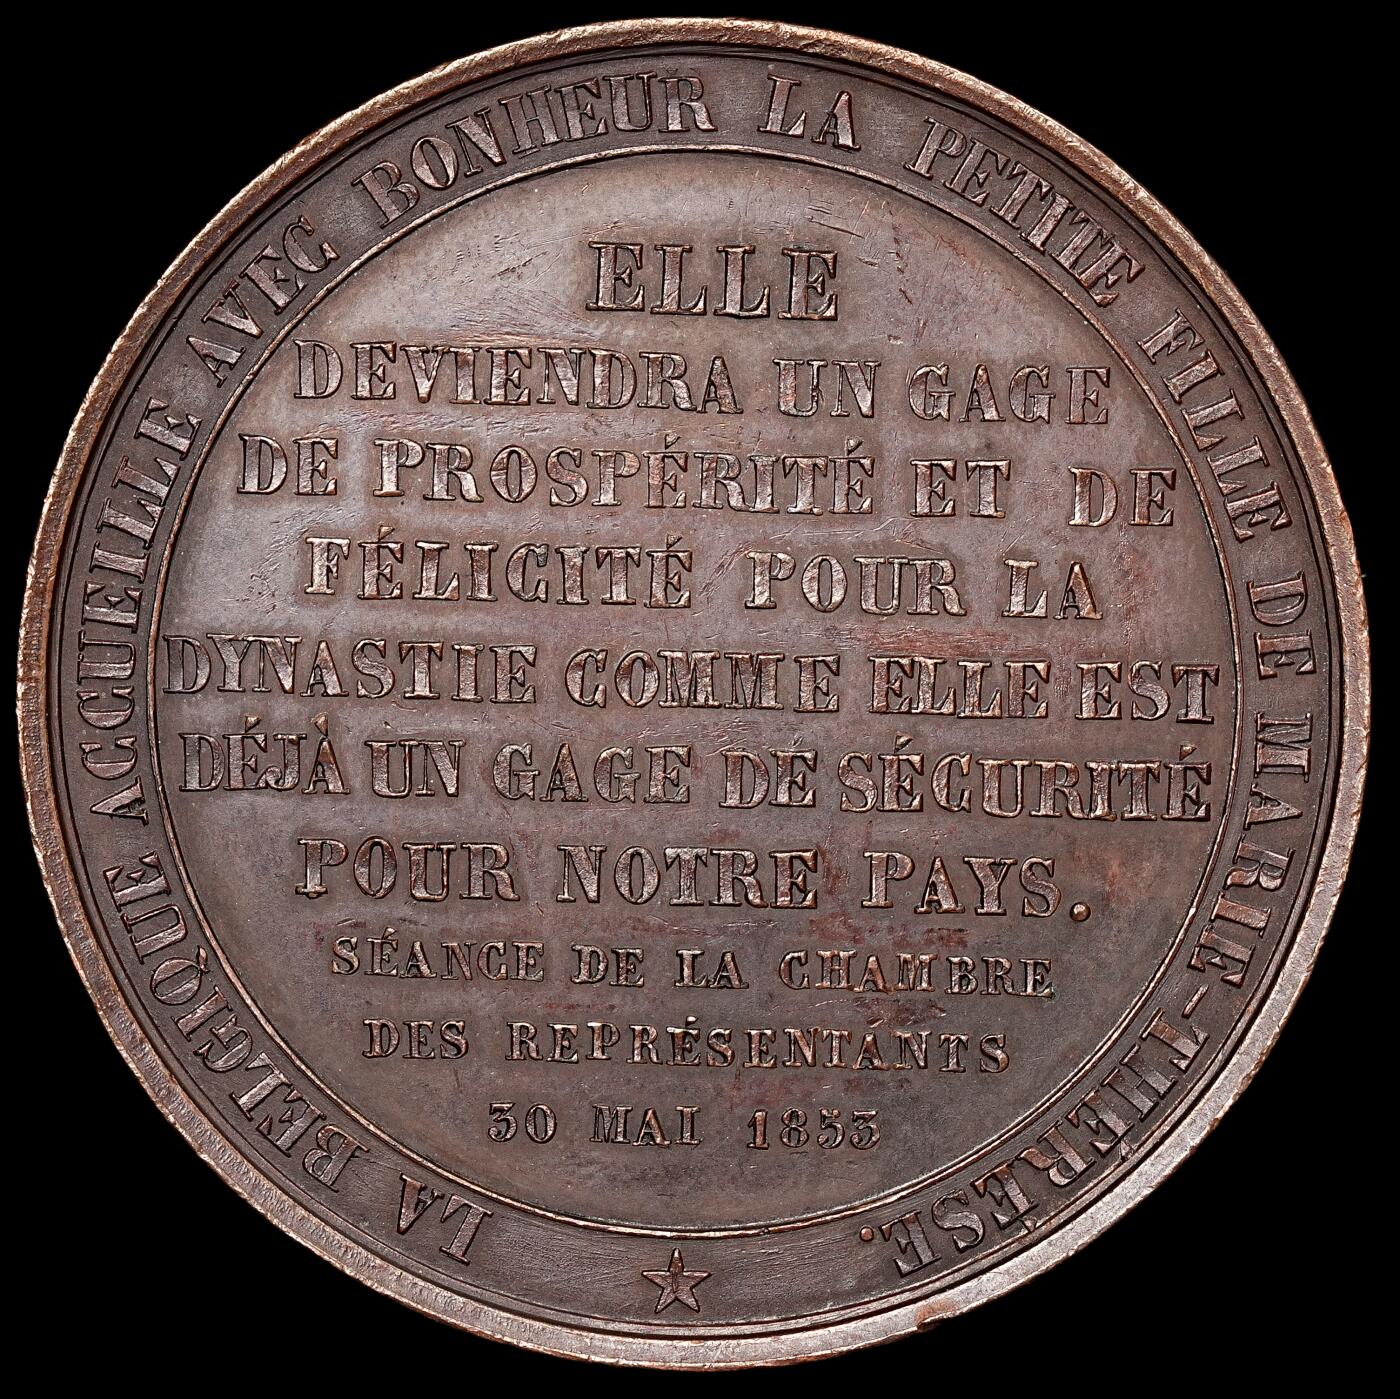 LA BELGIQUE ACCUEILLE AVEC BONHEUR LA PETITE FILLE DE MARIE-THÉRÉSE.
ELLE
DEVIENDRA UN GAGE
DE PROSPÉRITÉ ET DE
FÉLICITÉ POUR LA
DYNASTIE COMME ELLE EST
DÉJÀ UN GAGE DE SÉCURITÉ
POUR NOTRE PAYS.
SÉANCE DE LA CHAMBRE
DES REPRÉSENTANTS
30 MAI 1853